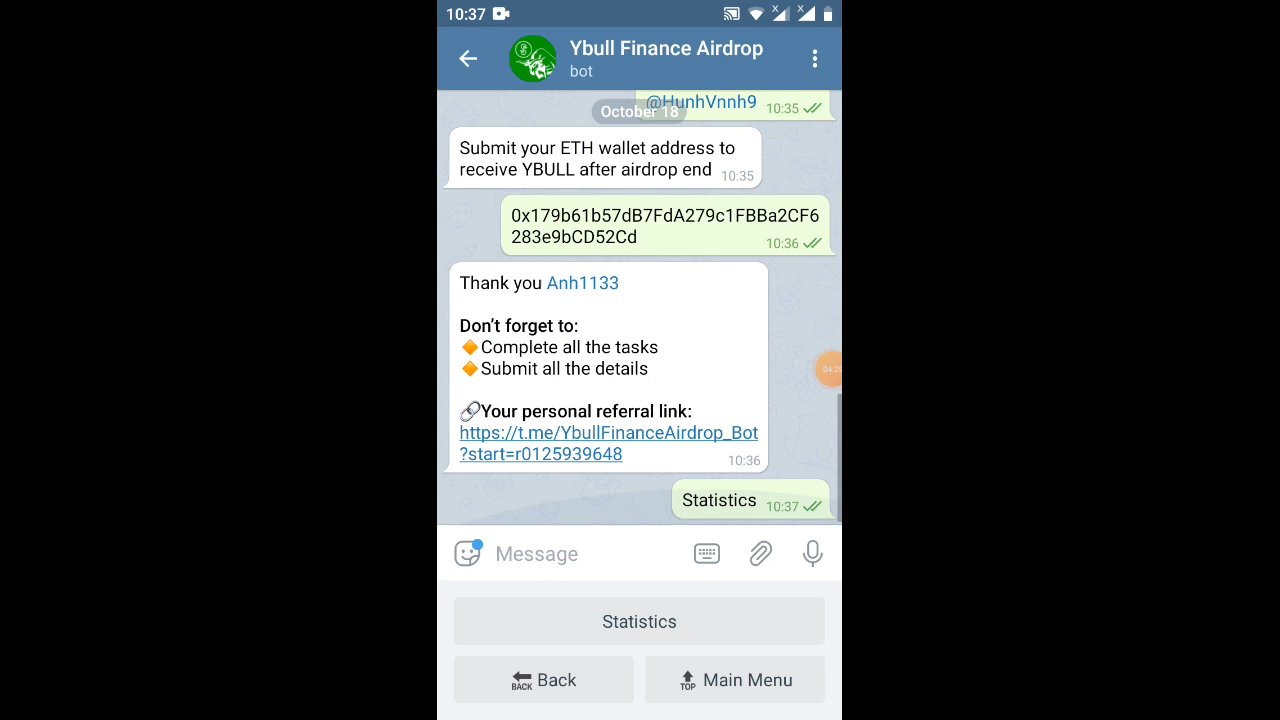 10:37
Ybull Finance Airdrop
bot
@HunhVnnh9 10:35
October 18
Submit your ETH wallet address to
receive YBULL after airdrop end 10:35
0x179b61b57dB7FdA279c1FBBa2CF6
283e9bCD52Cd 10:36
Thank you Anh1133
Don't forget to:
🔶Complete all the tasks
🔶Submit all the details
🔗Your personal referral link:
https://t.me/YbullFinanceAirdrop_Bot
?start=r0125939648 10:36
Statistics 10:37
Message
Statistics
BACK Back
TOP Main Menu